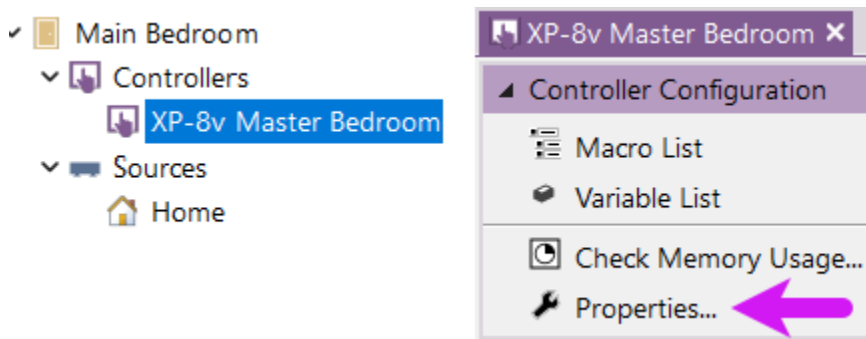 Main Bedroom
Controllers
XP-8v Master Bedroom
Sources
Home
XP-8v Master Bedroom
Controller Configuration
Macro List
Variable List
Check Memory Usage...
Properties...